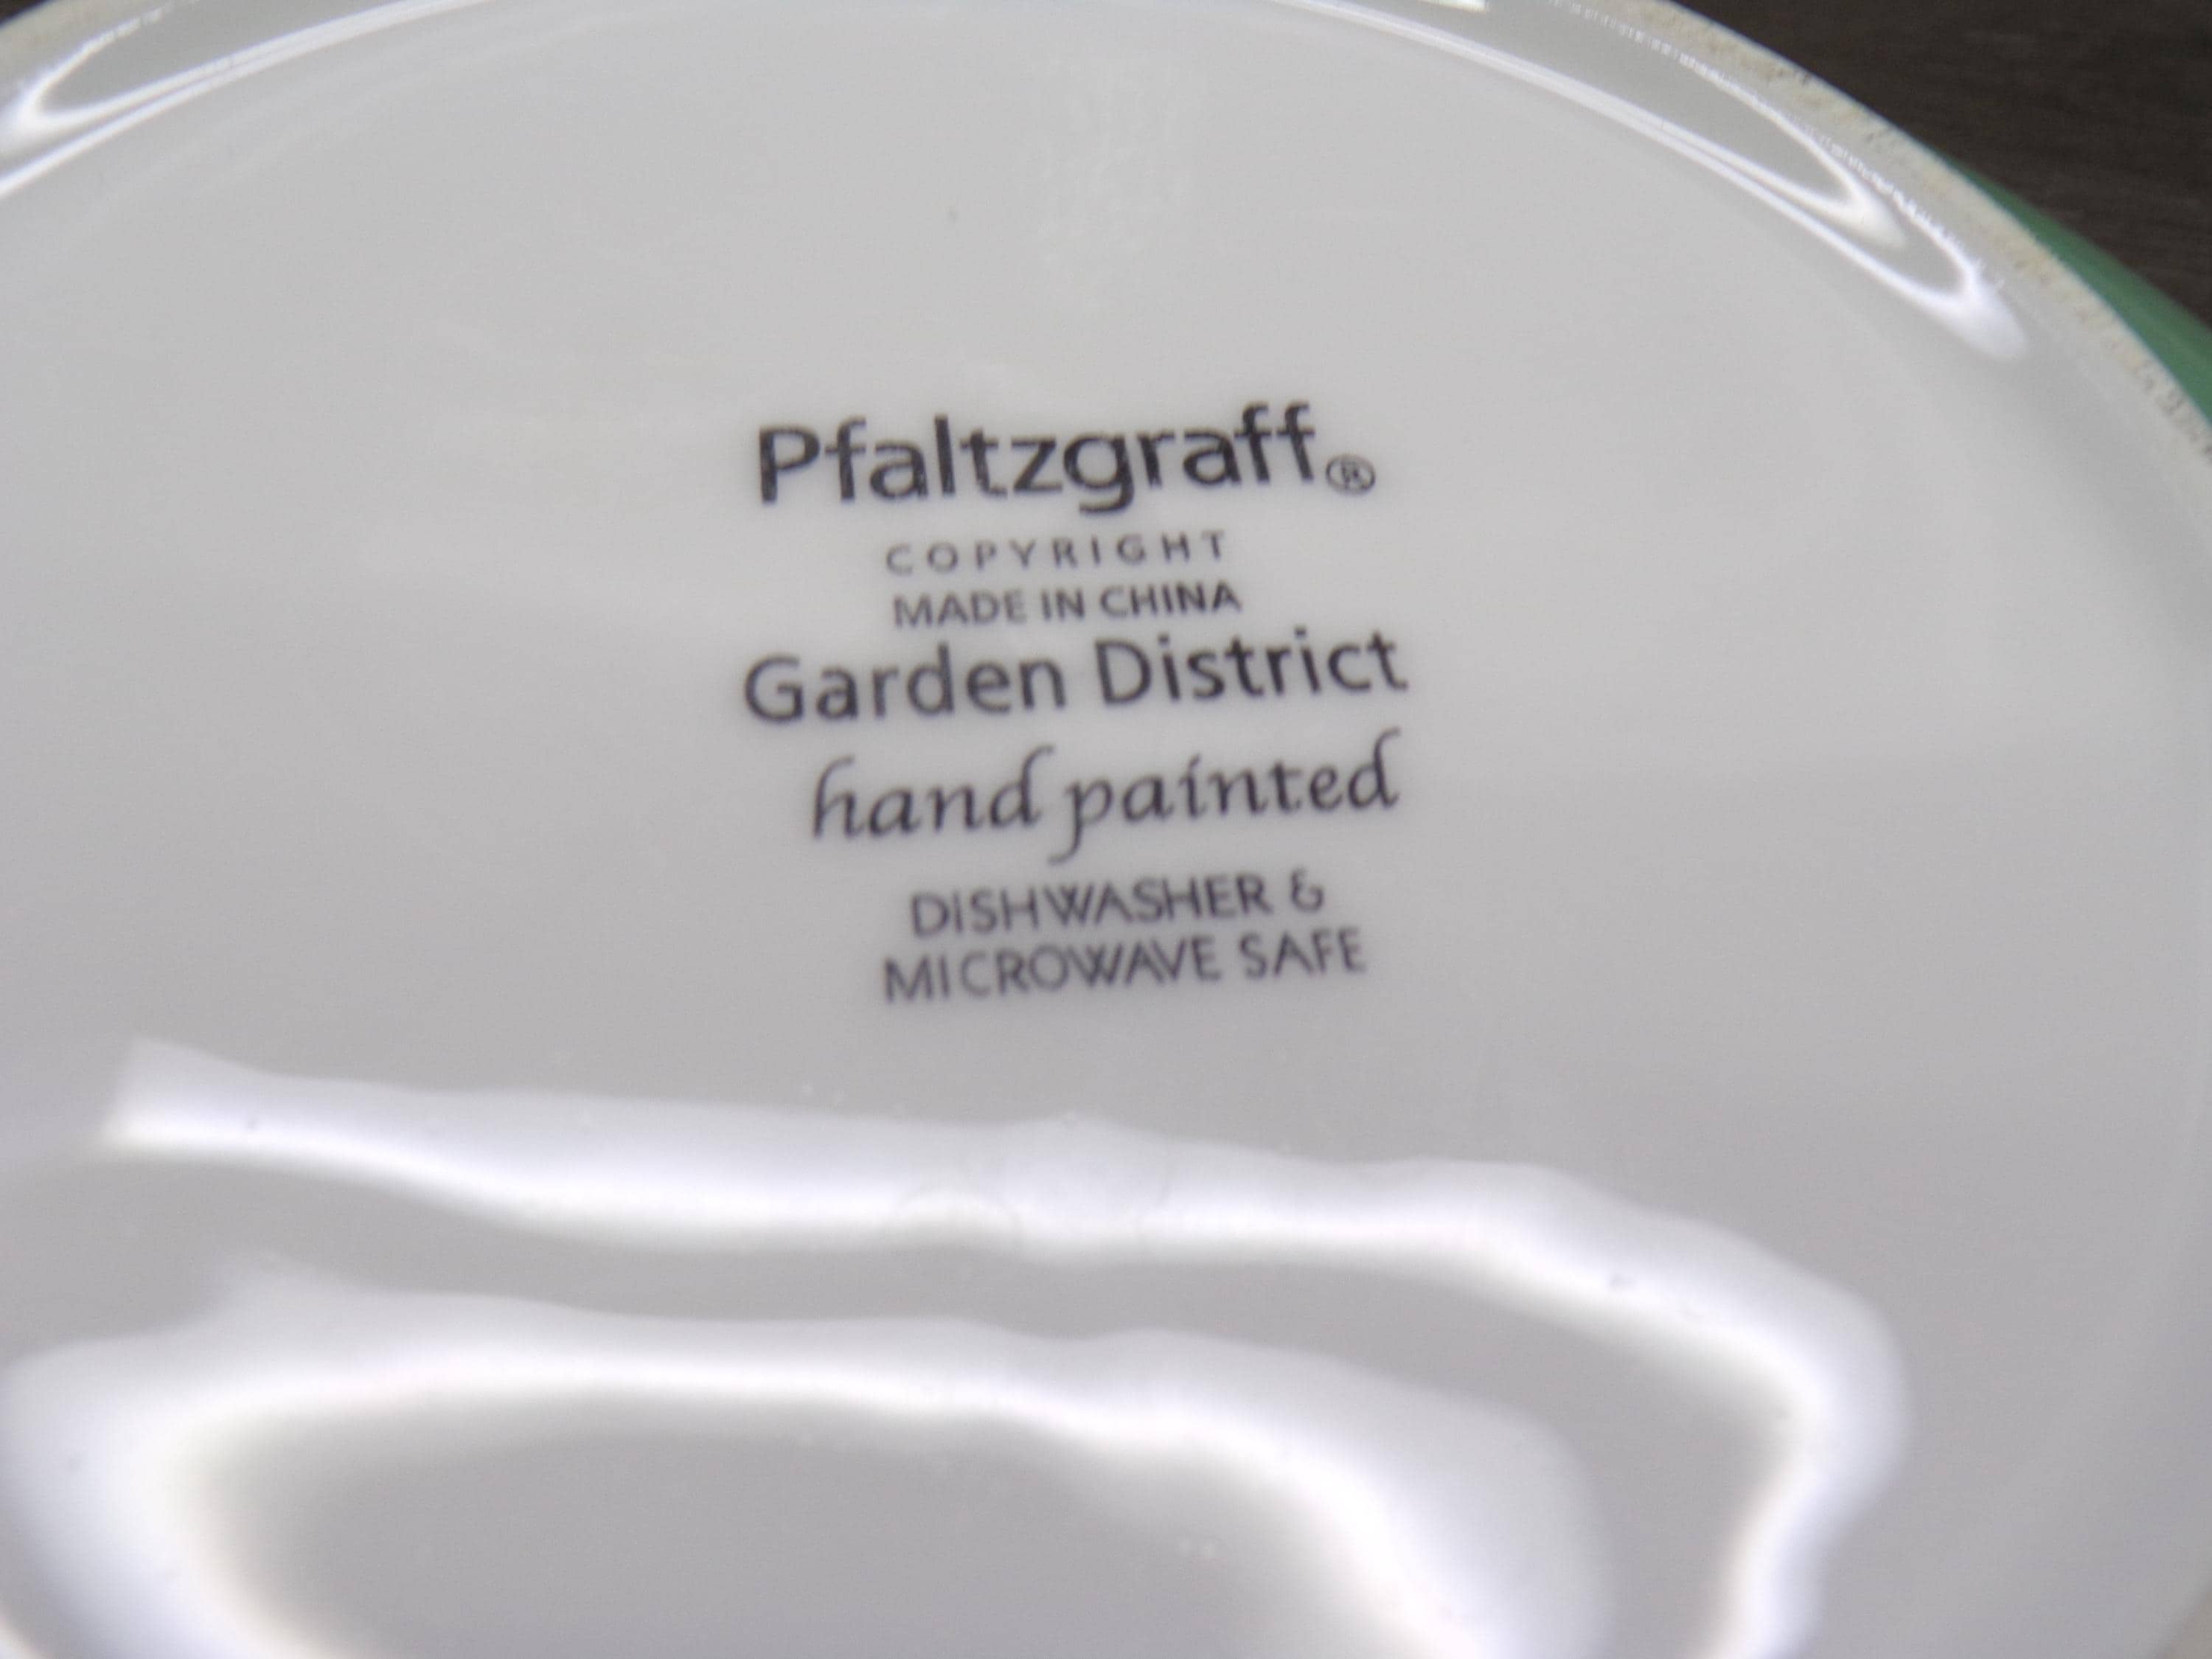 Pfaltzgraff®
COPYRIGHT
MADE IN CHINA
Garden District
hand painted
DISHWASHER &
MICROWAVE SAFE